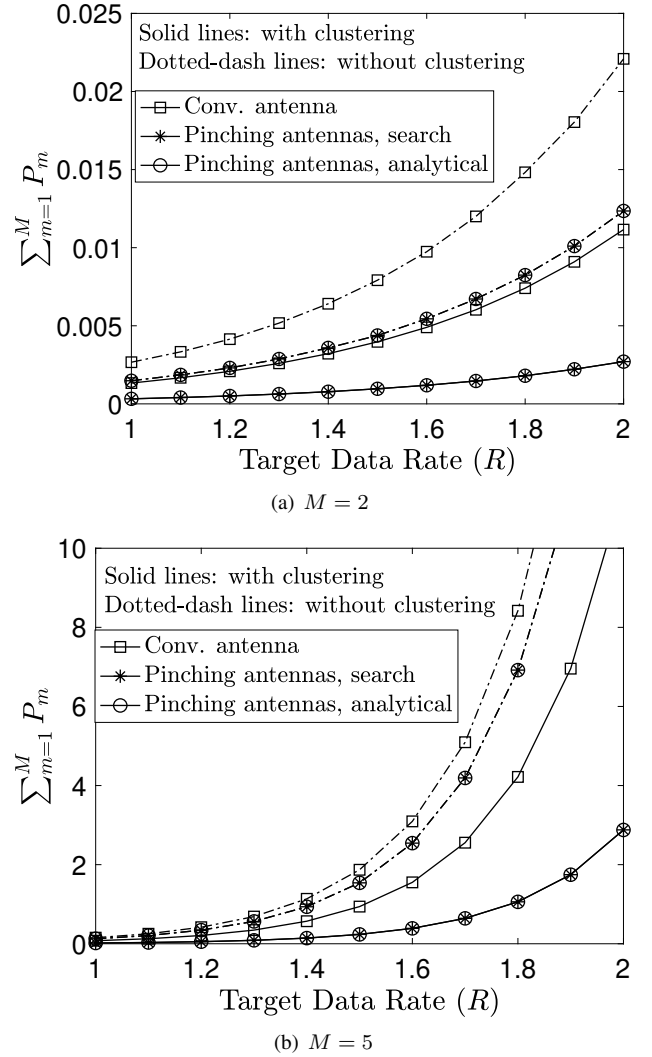 0.025
Solid lines: with clustering
Dotted-dash lines: without clustering
0.02
Conv. antenna
Pinching antennas, search
Pinching antennas, analytical
0.015
0.01
0.005
0
∑_{m=1}^{M} P_m
1 1.2 1.4 1.6 1.8 2
Target Data Rate (R)
(a) M = 2
10
Solid lines: with clustering
Dotted-dash lines: without clustering
8
Conv. antenna
Pinching antennas, search
Pinching antennas, analytical
6
4
2
0
∑_{m=1}^{M} P_m
1 1.2 1.4 1.6 1.8 2
Target Data Rate (R)
(b) M = 5